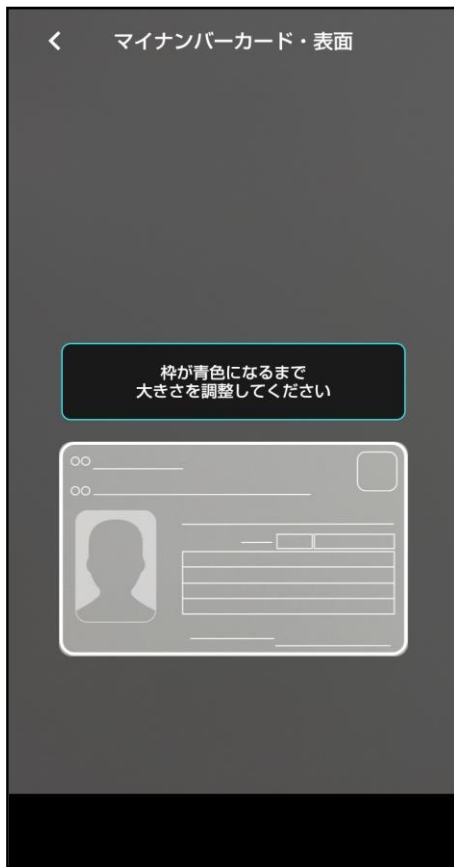 マイナンバーカード・表面
枠が青色になるまで
大きさを調整してください
○○
○○